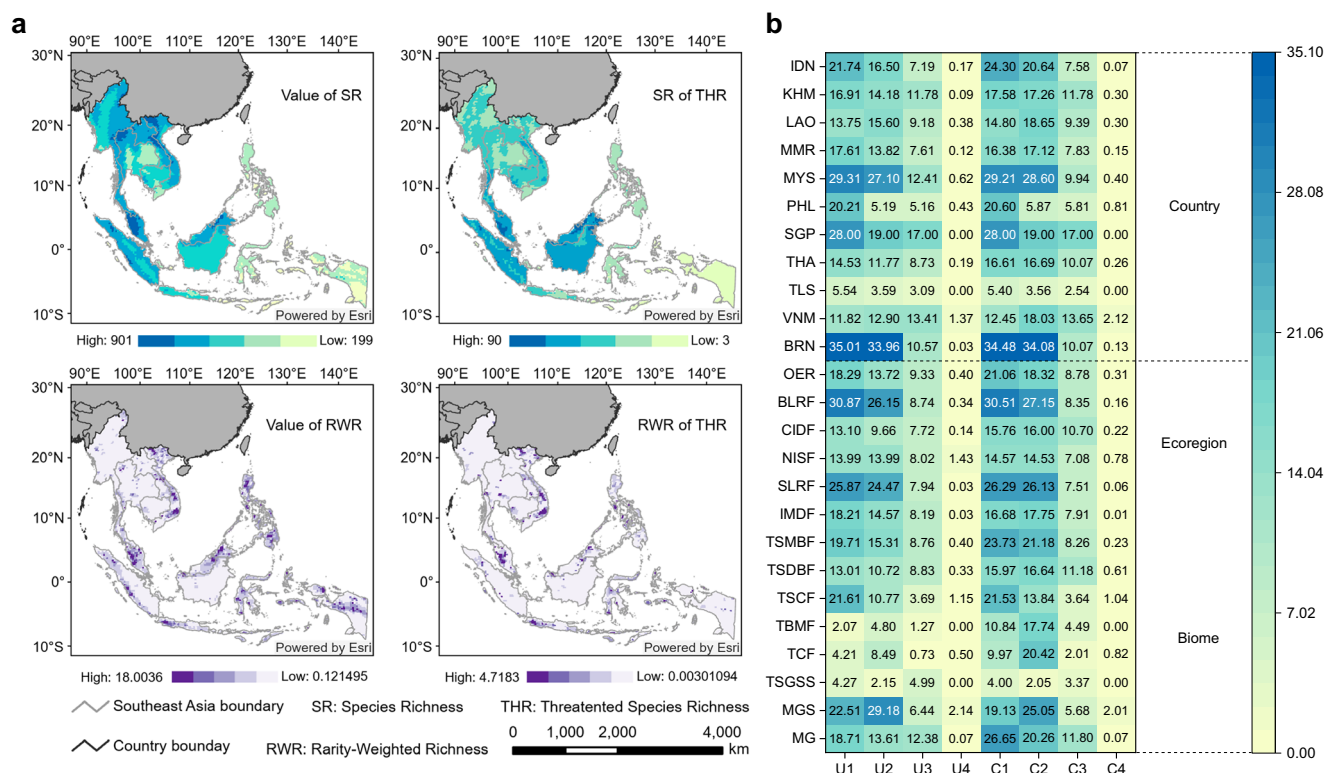 a
b
90°E 100°E 110°E 120°E 130°E 140°E
90°E 100°E 110°E 120°E 130°E 140°E
30°N
20°N
10°N
0°
10°S
Value of SR
Powered by Esri
High: 901 Low: 199
30°N
20°N
10°N
0°
10°S
SR of THR
Powered by Esri
High: 90 Low: 3
90°E 100°E 110°E 120°E 130°E 140°E
90°E 100°E 110°E 120°E 130°E 140°E
30°N
20°N
10°N
0°
10°S
Value of RWR
Powered by Esri
High: 18.0036 Low: 0.121495
30°N
20°N
10°N
0°
10°S
RWR of THR
Powered by Esri
High: 4.7183 Low: 0.00301094
Southeast Asia boundary SR: Species Richness THR: Threatented Species Richness
Country bounday RWR: Rarity-Weighted Richness
0 1,000 2,000 4,000
km
IDN 21.74 16.50 7.19 0.17 24.30 20.64 7.58 0.07
KHM 16.91 14.18 11.78 0.09 17.58 17.26 11.78 0.30
LAO 13.75 15.60 9.18 0.38 14.80 18.65 9.39 0.30
MMR 17.61 13.82 7.61 0.12 16.38 17.12 7.83 0.15
MYS 29.31 27.10 12.41 0.62 29.21 28.60 9.94 0.40
PHL 20.21 5.19 5.16 0.43 20.60 5.87 5.81 0.81
SGP 28.00 19.00 17.00 0.00 28.00 19.00 17.00 0.00
THA 14.53 11.77 8.73 0.19 16.61 16.69 10.07 0.26
TLS 5.54 3.59 3.09 0.00 5.40 3.56 2.54 0.00
VNM 11.82 12.90 13.41 1.37 12.45 18.03 13.65 2.12
BRN 35.01 33.96 10.57 0.03 34.48 34.08 10.07 0.13
OER 18.29 13.72 9.33 0.40 21.06 18.32 8.78 0.31
BLRF 30.87 26.15 8.74 0.34 30.51 27.15 8.35 0.16
CIDF 13.10 9.66 7.72 0.14 15.76 16.00 10.70 0.22
NISF 13.99 13.99 8.02 1.43 14.57 14.53 7.08 0.78
SLRF 25.87 24.47 7.94 0.03 26.29 26.13 7.51 0.06
IMDF 18.21 14.57 8.19 0.03 16.68 17.75 7.91 0.01
TSMBF 19.71 15.31 8.76 0.40 23.73 21.18 8.26 0.23
TSDBF 13.01 10.72 8.83 0.33 15.97 16.64 11.18 0.61
TSCF 21.61 10.77 3.69 1.15 21.53 13.84 3.64 1.04
TBMF 2.07 4.80 1.27 0.00 10.84 17.74 4.49 0.00
TCF 4.21 8.49 0.73 0.50 9.97 20.42 2.01 0.82
TSGSS 4.27 2.15 4.99 0.00 4.00 2.05 3.37 0.00
MGS 22.51 29.18 6.44 2.14 19.13 25.05 5.68 2.01
MG 18.71 13.61 12.38 0.07 26.65 20.26 11.80 0.07
U1 U2 U3 U4 C1 C2 C3 C4
Country
Ecoregion
Biome
35.10
28.08
21.06
14.04
7.02
0.00